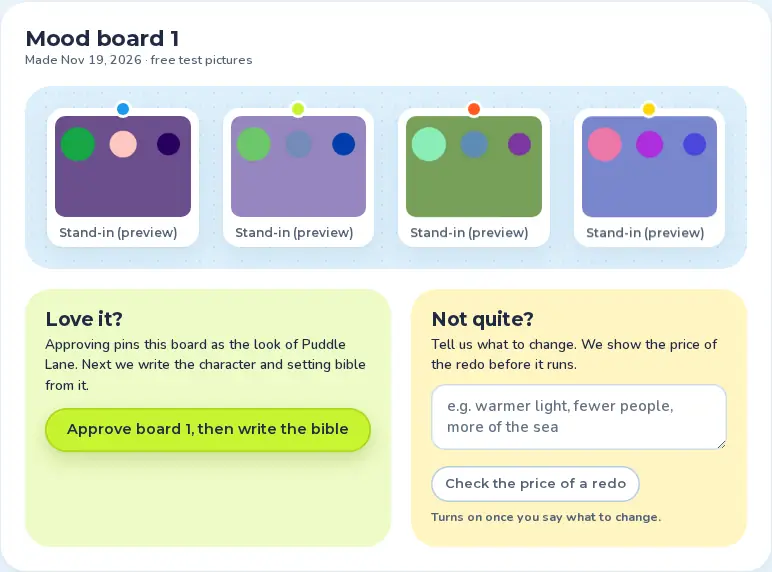 Mood board 1
Made Nov 19, 2026 · free test pictures
Stand-in (preview)
Stand-in (preview)
Stand-in (preview)
Stand-in (preview)
Love it?
Approving pins this board as the look of Puddle
Lane. Next we write the character and setting bible
from it.
Approve board 1, then write the bible
Not quite?
Tell us what to change. We show the price of
the redo before it runs.
e.g. warmer light, fewer people,
more of the sea
Check the price of a redo
Turns on once you say what to change.